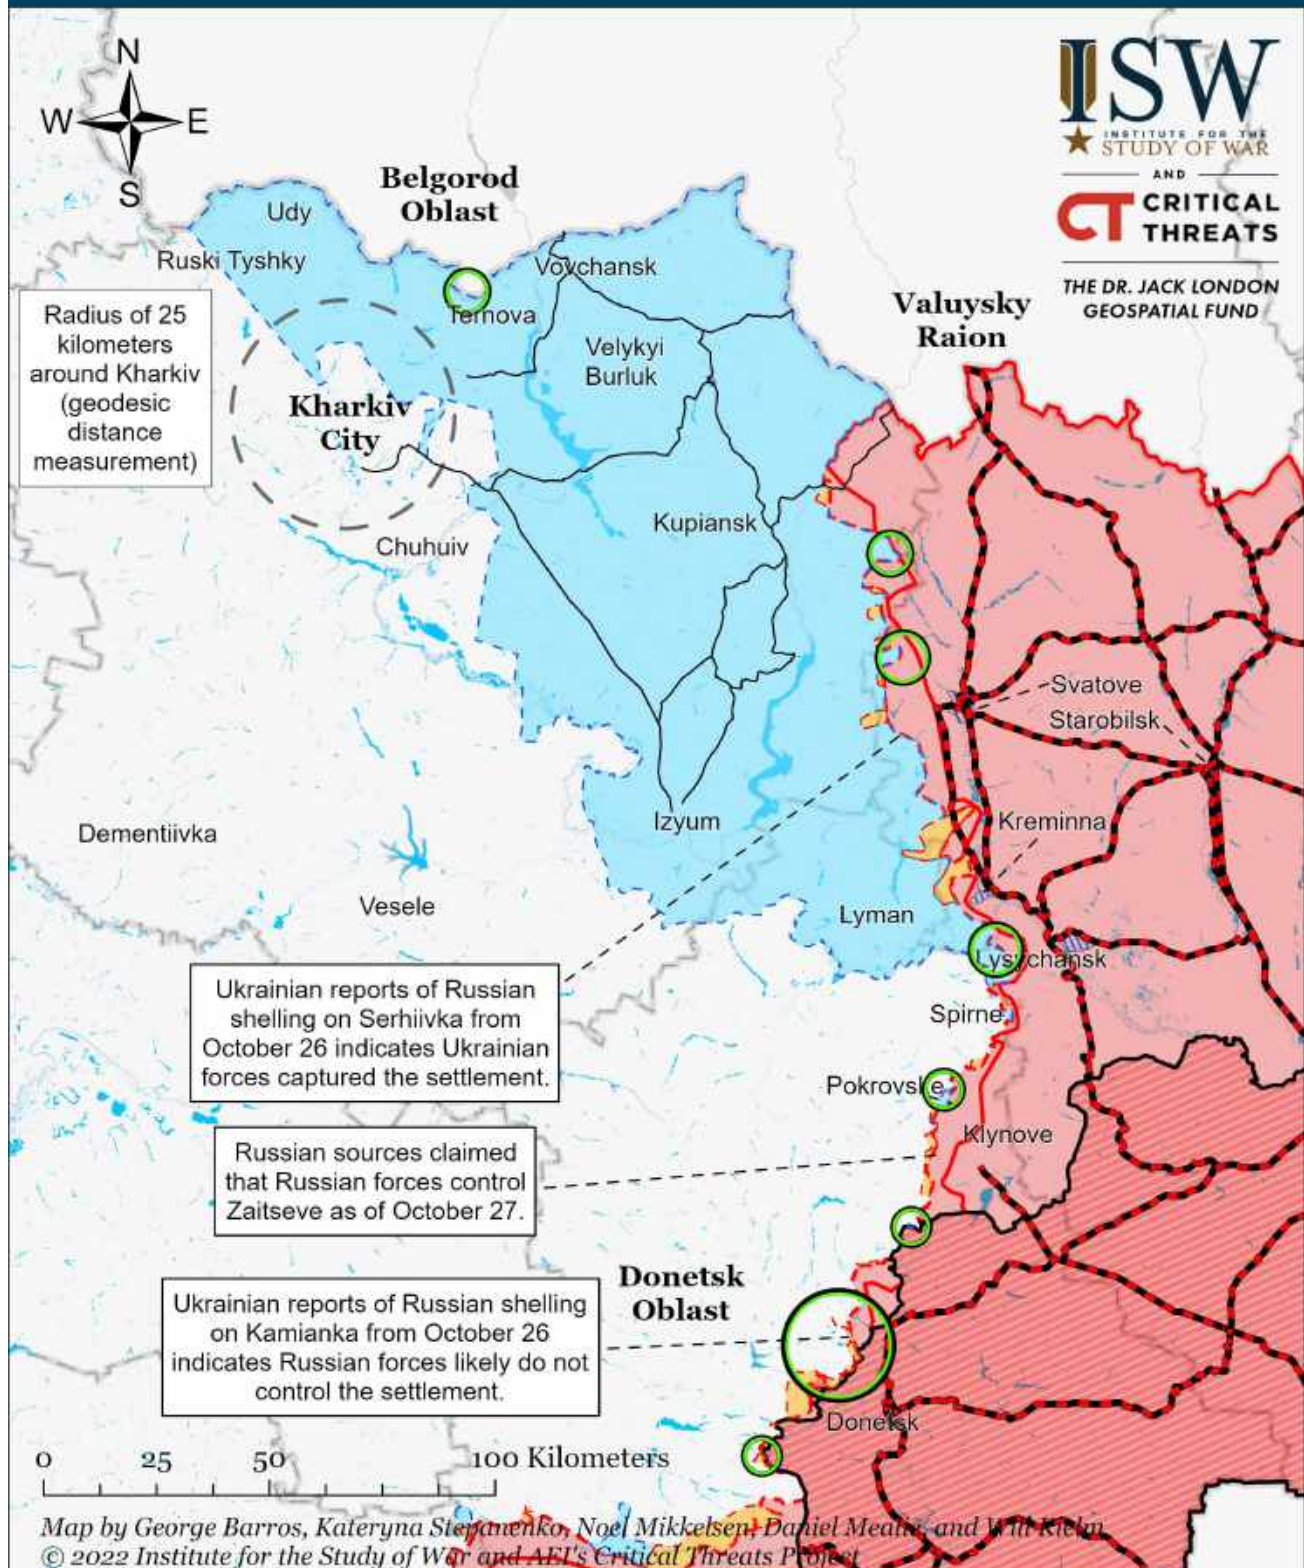 N
W E
S
ISW
INSTITUTE FOR THE
STUDY OF WAR
AND
CT CRITICAL
THREATS
THE DR. JACK LONDON
GEOSPATIAL FUND
Belgorod
Oblast
Udy
Ruski Tyshky
Vovchansk
Ternova
Valuysky
Raion
Radius of 25
kilometers
around Kharkiv
(geodesic
distance
measurement)
Velykyi
Burluk
Kharkiv
City
Kupiansk
Chuhuiv
Svatove
Starobilsk
Izyum
Kreminna
Dementiivka
Vesele
Lyman
Lysychansk
Ukrainian reports of Russian
shelling on Serhiivka from
October 26 indicates Ukrainian
forces captured the settlement.
Spirne
Pokrovske
Klynove
Russian sources claimed
that Russian forces control
Zaitseve as of October 27.
Donetsk
Oblast
Ukrainian reports of Russian shelling
on Kamianka from October 26
indicates Russian forces likely do not
control the settlement.
Donetsk
0 25 50 100 Kilometers
Map by George Barros, Kateryna Stepanenko, Noel Mikkelsen, Daniel Mealie, and Will Kielm
© 2022 Institute for the Study of War and AEI's Critical Threats Project